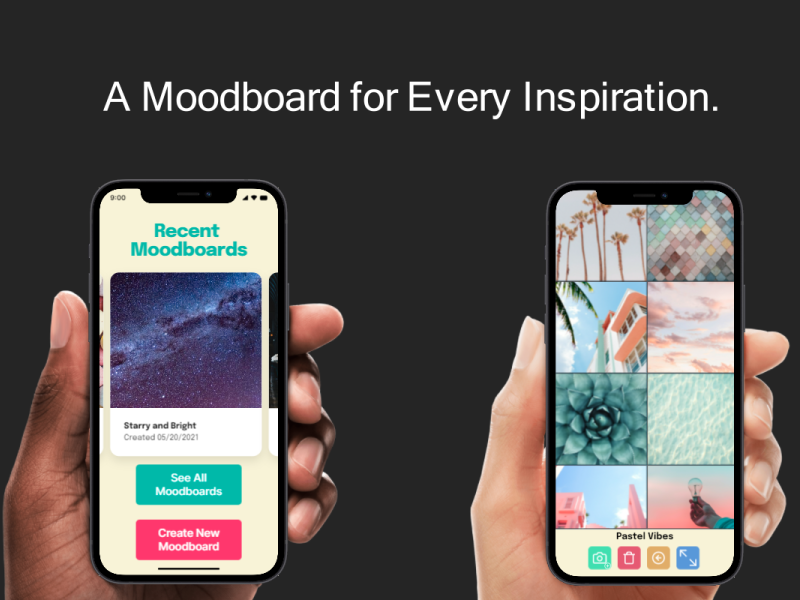 A Moodboard for Every Inspiration.
9:00
Recent
Moodboards
Starry and Bright
Created 05/20/2021
See All
Moodboards
Create New
Moodboard
Pastel Vibes